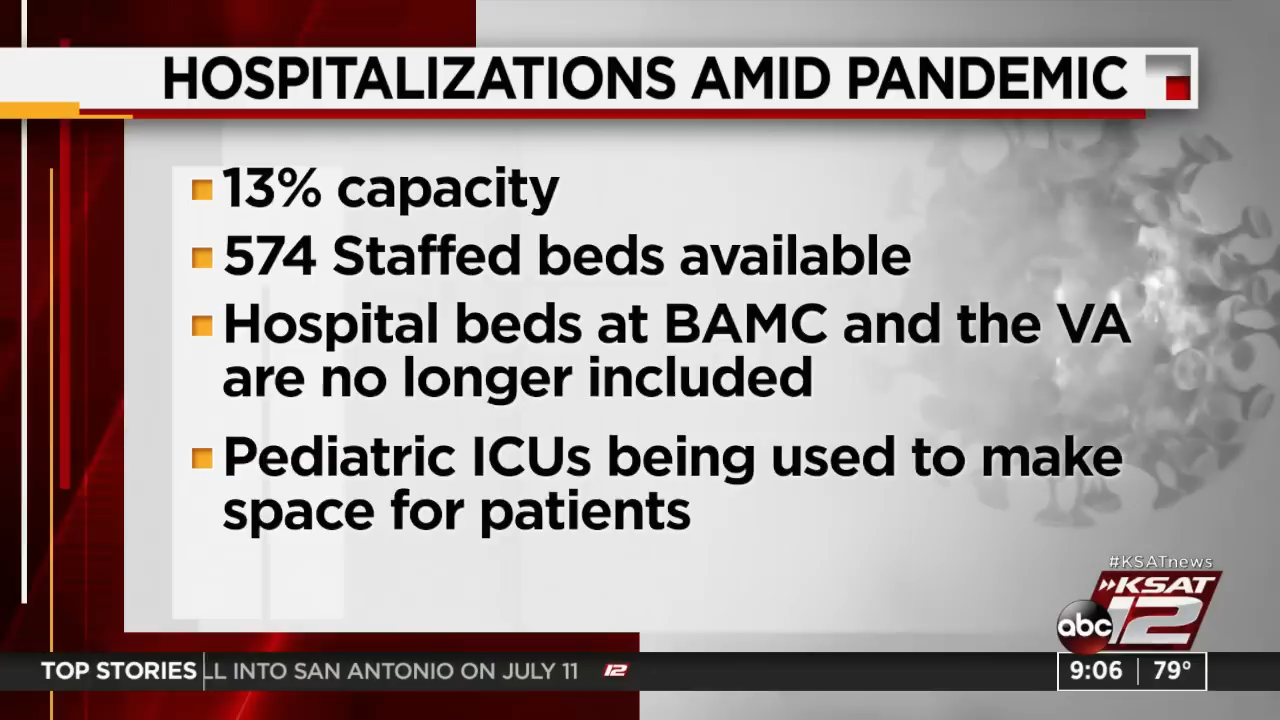 HOSPITALIZATIONS AMID PANDEMIC
13% capacity
574 Staffed beds available
Hospital beds at BAMC and the VA
are no longer included
Pediatric ICUs being used to make
space for patients
#KSATnews
KSAT
abc 12
TOP STORIES LL INTO SAN ANTONIO ON JULY 11 12
9:06 79°